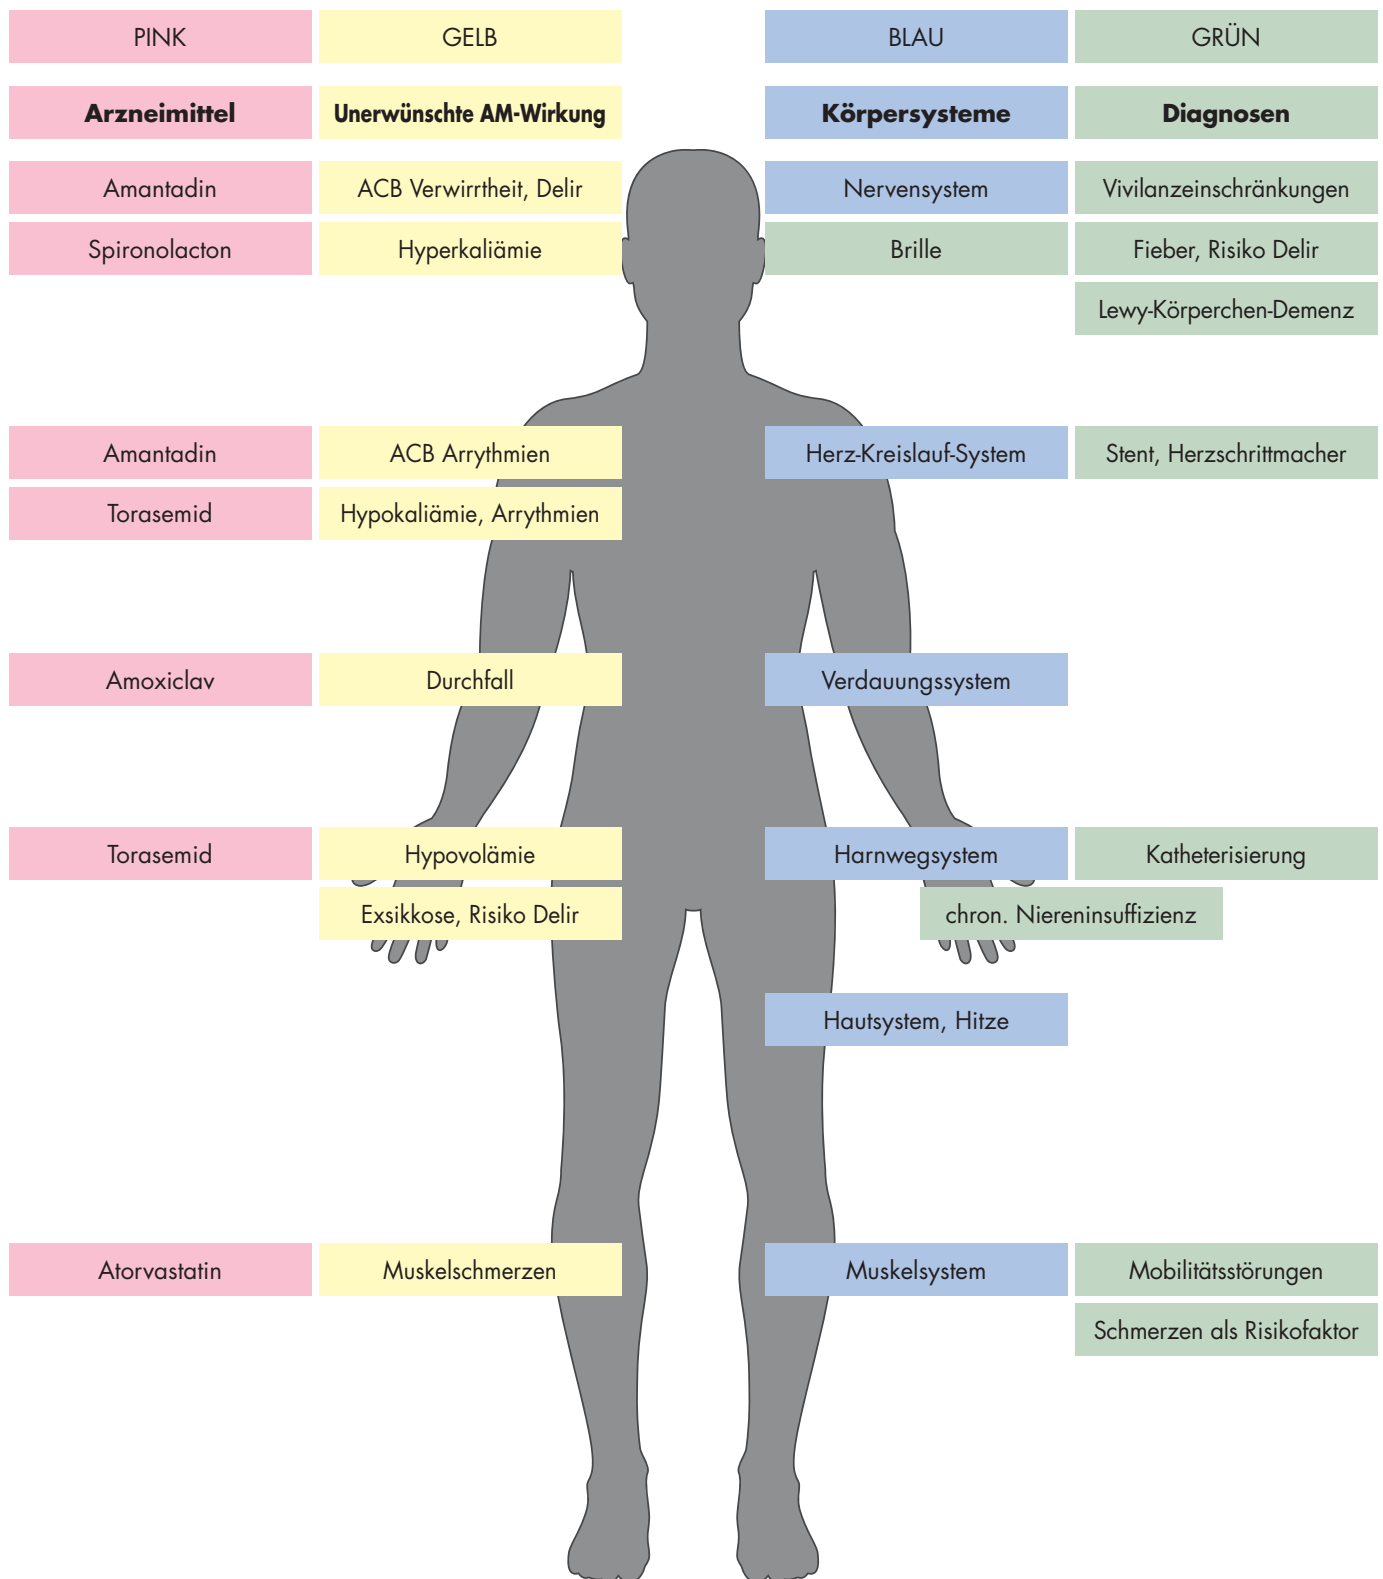 PINK
GELB
BLAU
GRÜN
Arzneimittel
Unerwünschte AM-Wirkung
Körpersysteme
Diagnosen
Amantadin
ACB Verwirrtheit, Delir
Nervensystem
Vivilanzeinschränkungen
Spironolacton
Hyperkaliämie
Brille
Fieber, Risiko Delir
Lewy-Körperchen-Demenz
Amantadin
ACB Arrythmien
Herz-Kreislauf-System
Stent, Herzschrittmacher
Torasemid
Hypokaliämie, Arrythmien
Amoxiclav
Durchfall
Verdauungssystem
Torasemid
Hypovolämie
Harnwegsystem
Katheterisierung
Exsikkose, Risiko Delir
chron. Niereninsuffizienz
Hautsystem, Hitze
Atorvastatin
Muskelschmerzen
Muskelsystem
Mobilitätsstörungen
Schmerzen als Risikofaktor